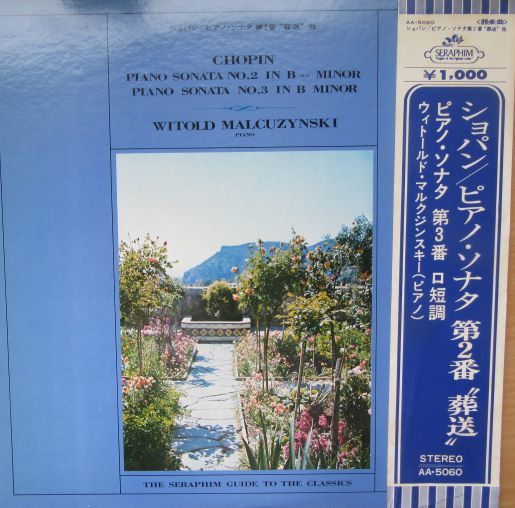 ショパン/ピアノ・ソナタ 第2番 "葬送" 他
CHOPIN
PIANO SONATA NO.2 IN B FLAT MINOR
PIANO SONATA NO.3 IN B MINOR
WITOLD MALCUZYNSKI
PIANO
THE SERAPHIM GUIDE TO THE CLASSICS
AA-5060
ショパン/ピアノ・ソナタ第2番"葬送"他
SERAPHIM
¥1,000
ショパン/ピアノ・ソナタ 第2番 "葬送"
ピアノ・ソナタ 第3番 ロ短調
ウィトールド・マルクジンスキー(ピアノ)
STEREO
AA-5060